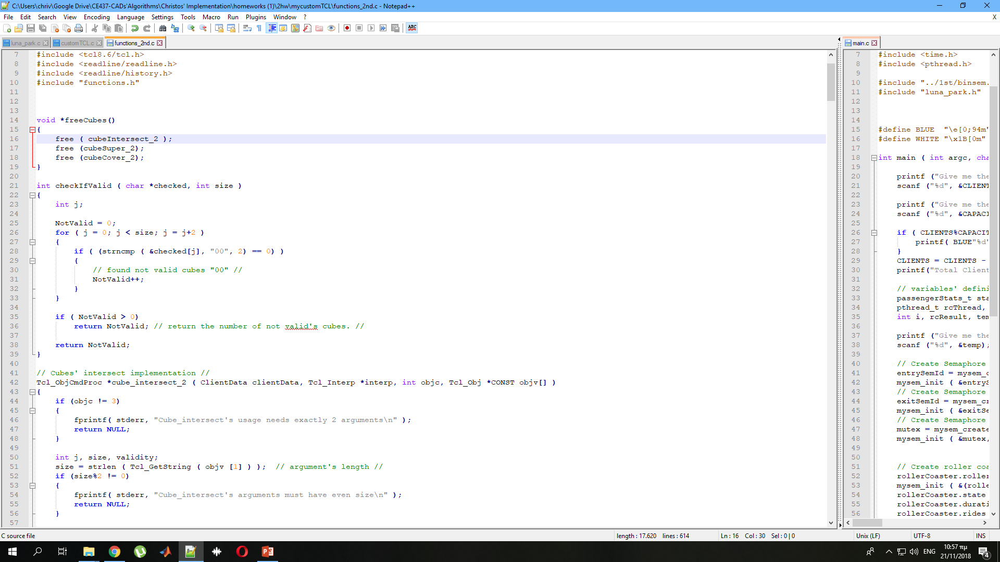 C:\Users\chriv\Google Drive\CE437-CADs'Algorithms\Christos' Implementation\homeworks (1)\2hw\mycustomTCL\functions_2nd.c - Notepad++
File Edit Search View Encoding Language Settings Tools Macro Run Plugins Window ? X
ABC
luna_park.c customTCL.c functions_2nd.c
7 #include <tcl8.6/tcl.h>
8 #include <readline/readline.h>
9 #include <readline/history.h>
10 #include "functions.h"
11
12
13
14 void *freeCubes()
15 {
16 free ( cubeIntersect_2 );
17 free (cubeSuper_2);
18 free (cubeCover_2);
19 }
20
21 int checkIfValid ( char *checked, int size )
22 {
23 int j;
24
25 NotValid = 0;
26 for ( j = 0; j < size; j = j+2 )
27 {
28 if ( (strncmp ( &checked[j], "00", 2) == 0) )
29 {
30 // found not valid cubes "00" //
31 NotValid++;
32 }
33 }
34
35 if ( NotValid > 0)
36 return NotValid; // return the number of not valid's cubes. //
37
38 return NotValid;
39 }
40
41 // Cubes' intersect implementation //
42 Tcl_ObjCmdProc *cube_intersect_2 ( ClientData clientData, Tcl_Interp *interp, int objc, Tcl_Obj *CONST objv[] )
43 {
44 if (objc != 3)
45 {
46 fprintf( stderr, "Cube_intersect's usage needs exactly 2 arguments\n" );
47 return NULL;
48 }
49
50 int j, size, validity;
51 size = strlen ( Tcl_GetString ( objv [1] ) ); // argument's length //
52 if (size%2 != 0)
53 {
54 fprintf( stderr, "Cube_intersect's arguments must have even size\n" );
55 return NULL;
56 }
57
main.c
7 #include <time.h>
8 #include <pthread.h>
9
10 #include "../1st/binsem.
11 #include "luna_park.h"
12
13
14
15 #define BLUE "\e[0;94m"
16 #define WHITE "\x1B[0m"
17
18 int main ( int argc, cha
19
20 printf ("Give me the
21 scanf ("%d", &CLIENT
22
23 printf ("Give me the
24 scanf ("%d", &CAPACI
25
26 if ( CLIENTS%CAPACIT
27 printf( BLUE"%d"
28 }
29 CLIENTS = CLIENTS -
30 printf("Total Client
31
32 // variables' defini
33 passengerStats_t sta
34 pthread_t rcThread,
35 int i, rcResult, tem
36
37 printf ("Give me the
38 scanf ("%d", &temp);
39
40 // Create Semaphore
41 entrySemId = mysem_c
42 mysem_init ( &entryS
43 // Create Semaphore
44 exitSemId = mysem_cr
45 mysem_init ( &exitSe
46 // Create Semaphore
47 mutex = mysem_create
48 mysem_init ( &mutex,
49
50
51 // Create roller coa
52 rollerCoaster.roller
53 mysem_init ( &(rolle
54 rollerCoaster.state
55 rollerCoaster.durati
56 rollerCoaster.rides
C source file length : 17.620 lines : 614 Ln : 16 Col : 30 Sel : 0 | 0 Unix (LF) UTF-8 INS
ENG
10:57 πμ
21/11/2018
4